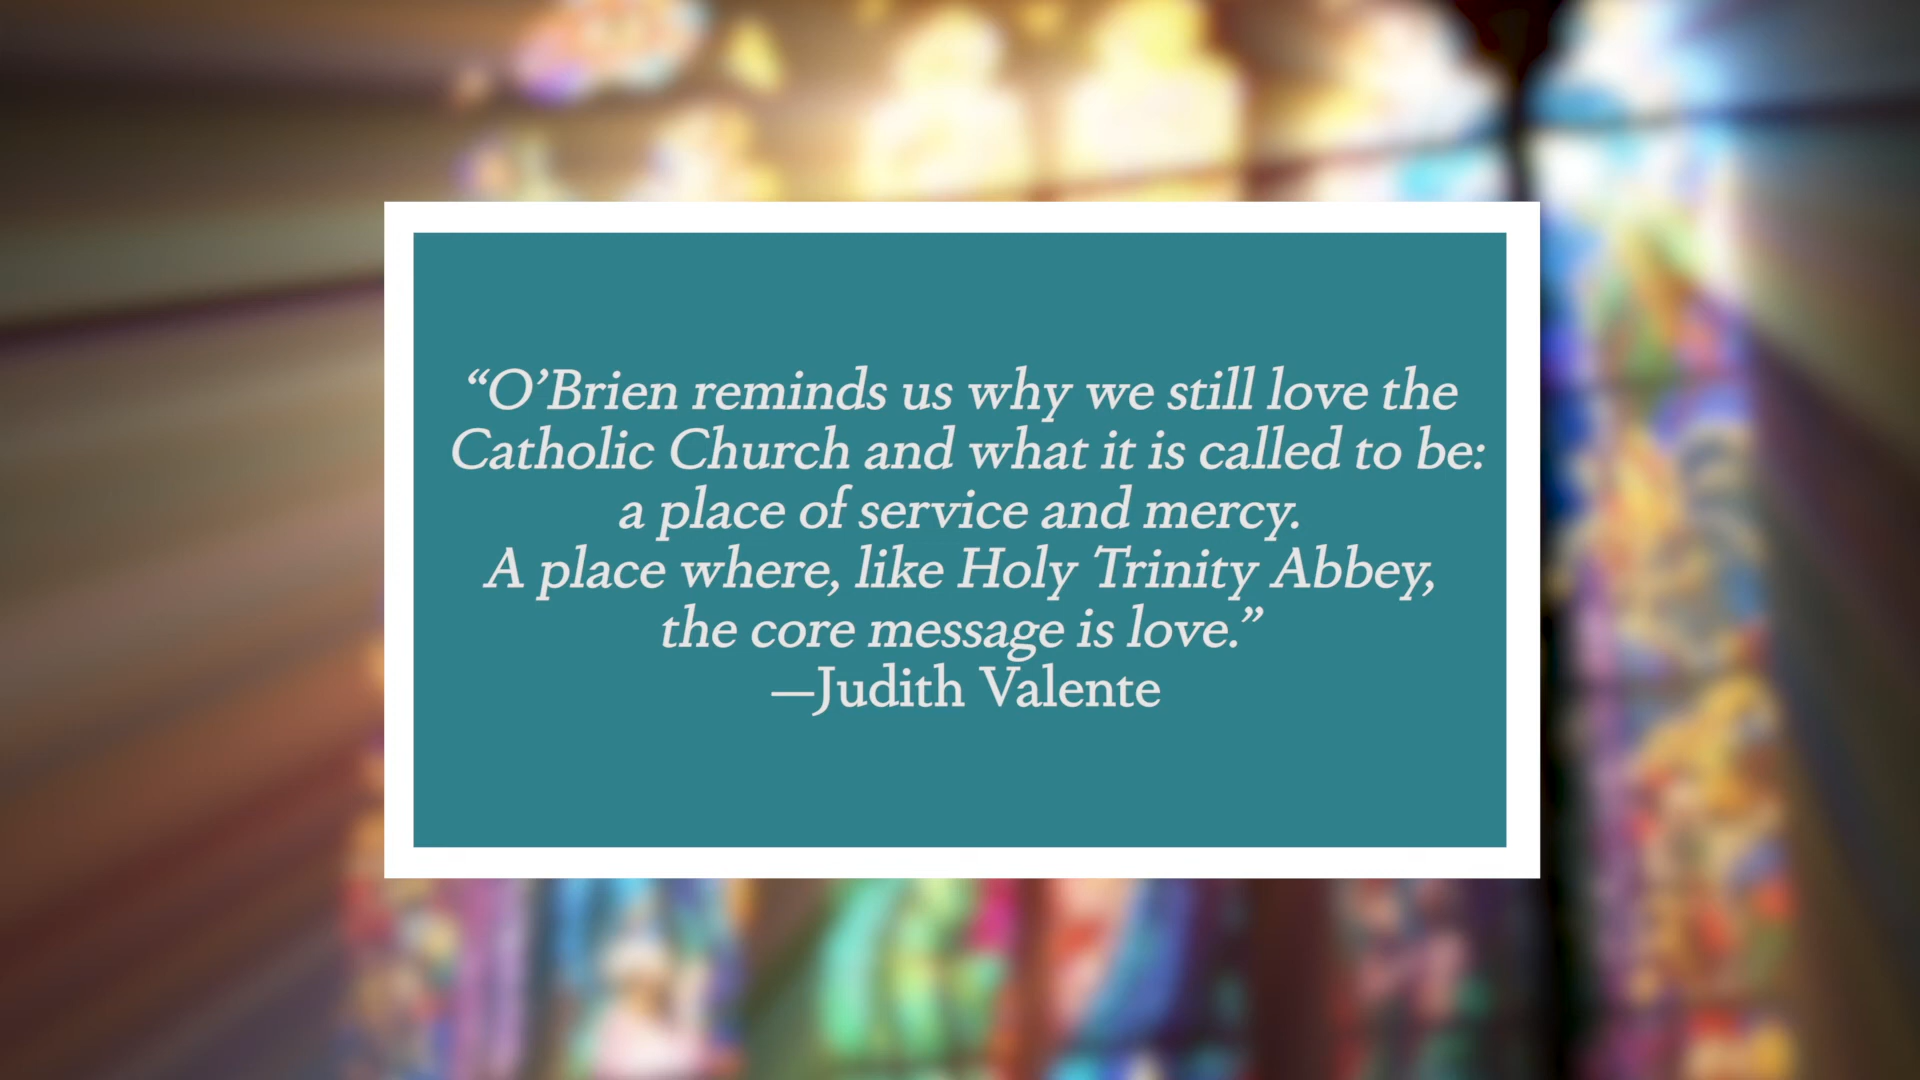 “O’Brien reminds us why we still love the
Catholic Church and what it is called to be:
a place of service and mercy.
A place where, like Holy Trinity Abbey,
the core message is love.”
—Judith Valente